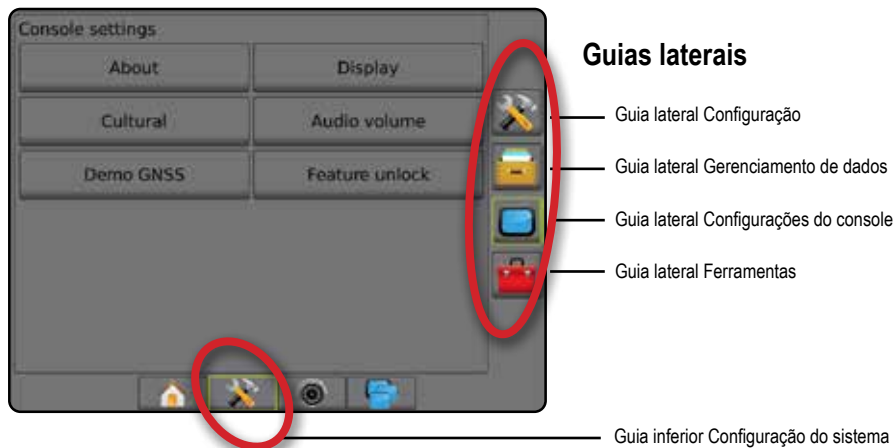 Console settings
About
Display
Cultural
Audio volume
Demo GNSS
Feature unlock
Guias laterais
Guia lateral Configuração
Guia lateral Gerenciamento de dados
Guia lateral Configurações do console
Guia lateral Ferramentas
Guia inferior Configuração do sistema